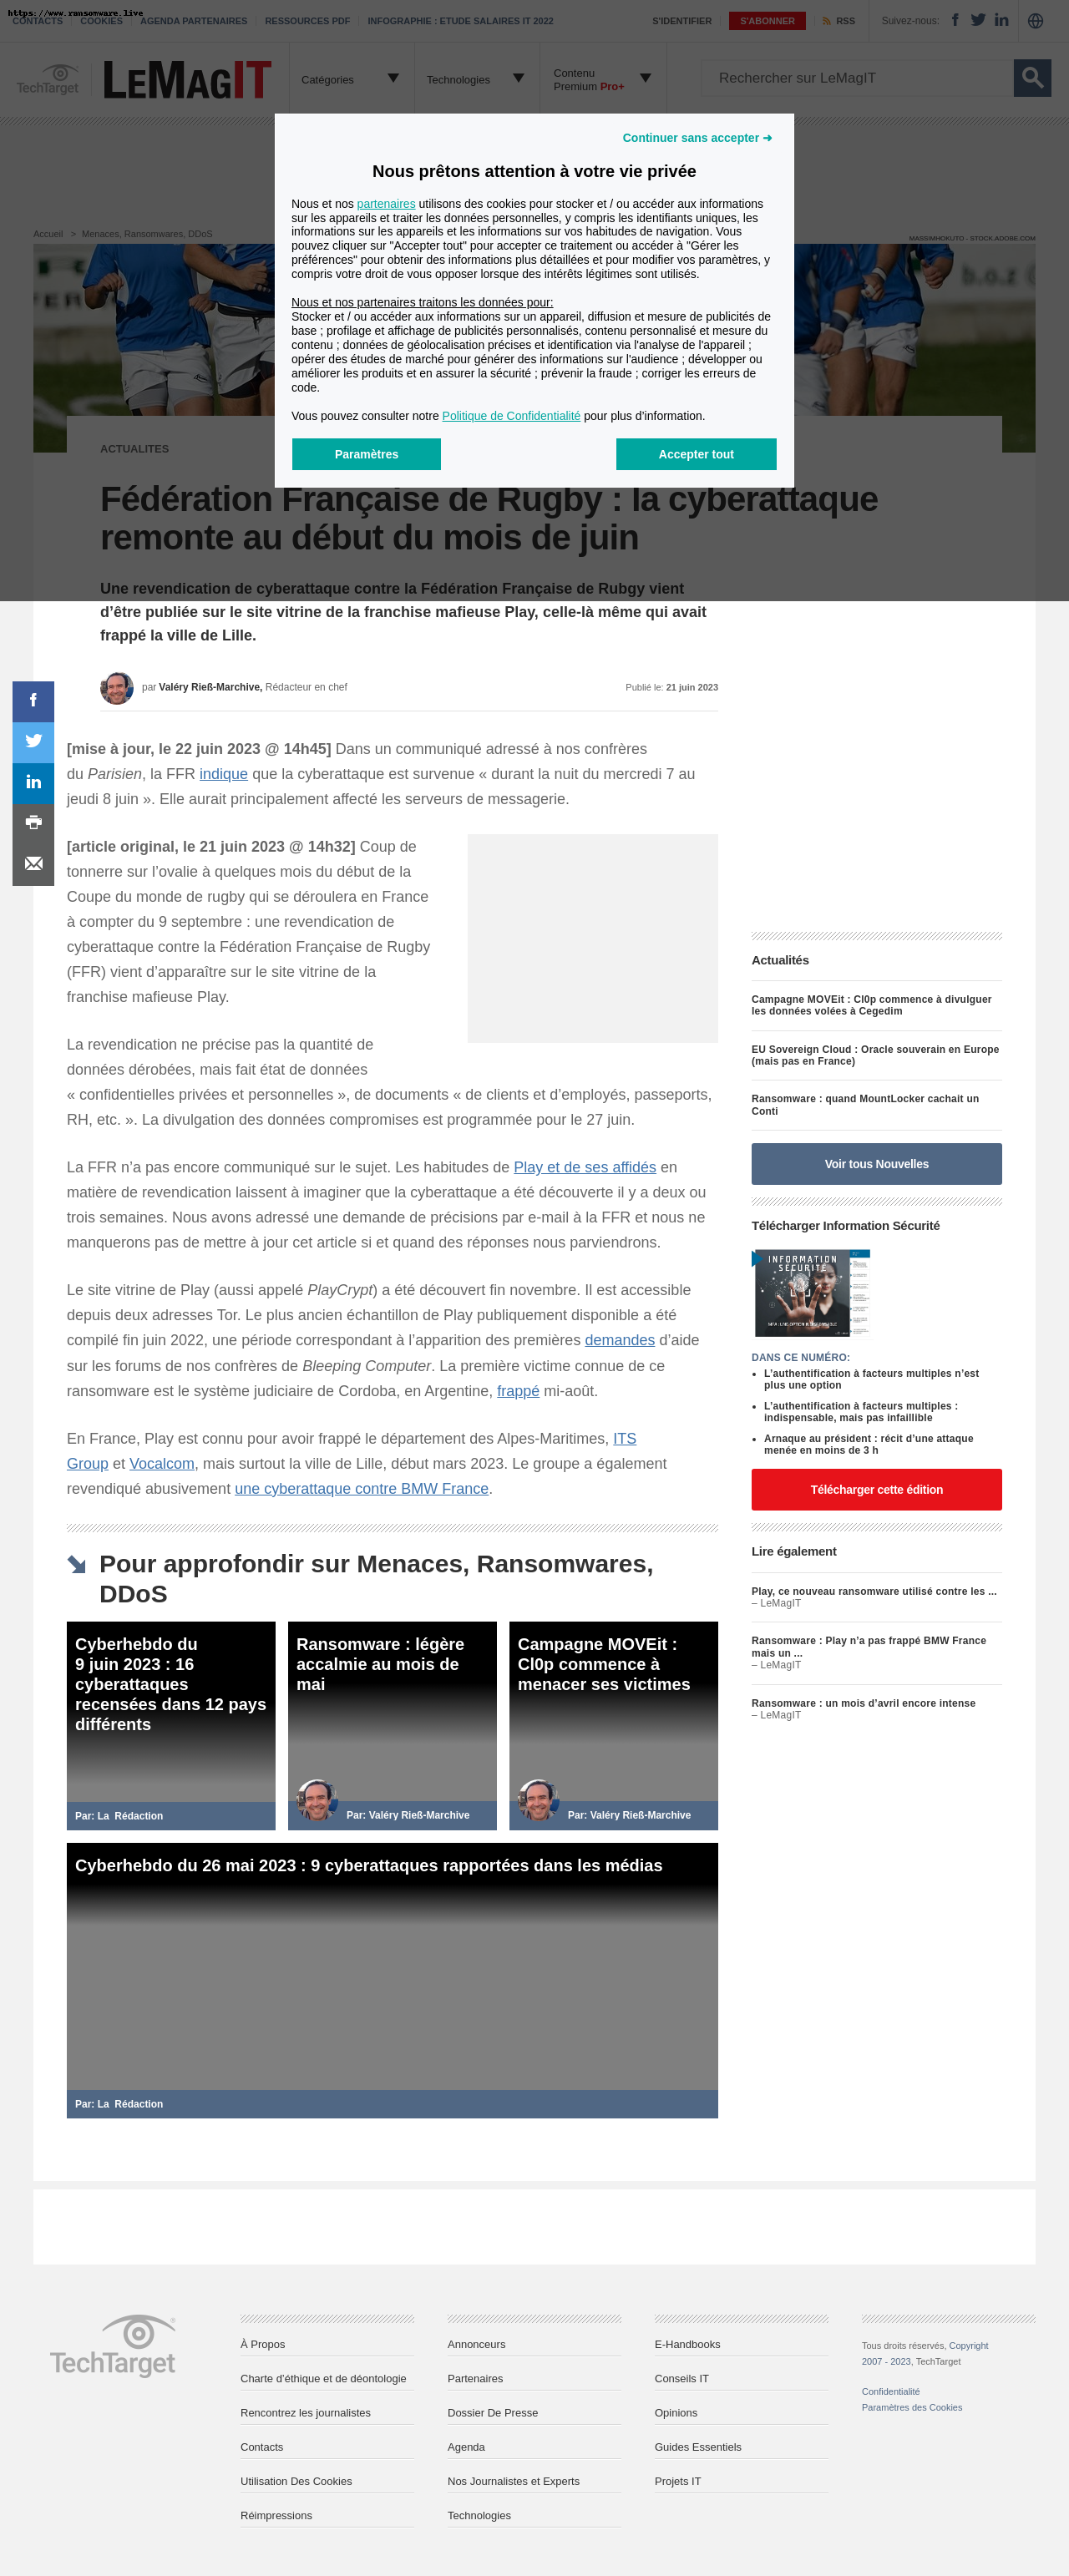 https://www.ransomware.live
CONTACTS COOKIES AGENDA PARTENAIRES RESSOURCES PDF INFOGRAPHIE : ETUDE SALAIRES IT 2022
S'IDENTIFIER S'ABONNER RSS Suivez-nous:
TechTarget LeMagIT
Catégories Technologies Contenu
Premium Pro+
Rechercher sur LeMagIT
Continuer sans accepter ➜
Nous prêtons attention à votre vie privée
Nous et nos partenaires utilisons des cookies pour stocker et / ou accéder aux informations
sur les appareils et traiter les données personnelles, y compris les identifiants uniques, les
informations sur les appareils et les informations sur vos habitudes de navigation. Vous
pouvez cliquer sur "Accepter tout" pour accepter ce traitement ou accéder à "Gérer les
préférences" pour obtenir des informations plus détaillées et pour modifier vos paramètres, y
compris votre droit de vous opposer lorsque des intérêts légitimes sont utilisés.
Nous et nos partenaires traitons les données pour:
Stocker et / ou accéder aux informations sur un appareil, diffusion et mesure de publicités de
base ; profilage et affichage de publicités personnalisés, contenu personnalisé et mesure du
contenu ; données de géolocalisation précises et identification via l'analyse de l'appareil ;
opérer des études de marché pour générer des informations sur l'audience ; développer ou
améliorer les produits et en assurer la sécurité ; prévenir la fraude ; corriger les erreurs de
code.
Vous pouvez consulter notre Politique de Confidentialité pour plus d'information.
Paramètres Accepter tout
Accueil > Menaces, Ransomwares, DDoS
MASSIMHOKUTO - STOCK.ADOBE.COM
b.o.z
ACTUALITES
Fédération Française de Rugby : la cyberattaque
remonte au début du mois de juin
Une revendication de cyberattaque contre la Fédération Française de Rubgy vient
d’être publiée sur le site vitrine de la franchise mafieuse Play, celle-là même qui avait
frappé la ville de Lille.
par Valéry Rieß-Marchive, Rédacteur en chef
Publié le: 21 juin 2023
[mise à jour, le 22 juin 2023 @ 14h45] Dans un communiqué adressé à nos confrères
du Parisien, la FFR indique que la cyberattaque est survenue « durant la nuit du mercredi 7 au
jeudi 8 juin ». Elle aurait principalement affecté les serveurs de messagerie.
[article original, le 21 juin 2023 @ 14h32] Coup de
tonnerre sur l’ovalie à quelques mois du début de la
Coupe du monde de rugby qui se déroulera en France
à compter du 9 septembre : une revendication de
cyberattaque contre la Fédération Française de Rugby
(FFR) vient d’apparaître sur le site vitrine de la
franchise mafieuse Play.
La revendication ne précise pas la quantité de
données dérobées, mais fait état de données
« confidentielles privées et personnelles », de documents « de clients et d’employés, passeports,
RH, etc. ». La divulgation des données compromises est programmée pour le 27 juin.
La FFR n’a pas encore communiqué sur le sujet. Les habitudes de Play et de ses affidés en
matière de revendication laissent à imaginer que la cyberattaque a été découverte il y a deux ou
trois semaines. Nous avons adressé une demande de précisions par e-mail à la FFR et nous ne
manquerons pas de mettre à jour cet article si et quand des réponses nous parviendrons.
Le site vitrine de Play (aussi appelé PlayCrypt) a été découvert fin novembre. Il est accessible
depuis deux adresses Tor. Le plus ancien échantillon de Play publiquement disponible a été
compilé fin juin 2022, une période correspondant à l’apparition des premières demandes d’aide
sur les forums de nos confrères de Bleeping Computer. La première victime connue de ce
ransomware est le système judiciaire de Cordoba, en Argentine, frappé mi-août.
En France, Play est connu pour avoir frappé le département des Alpes-Maritimes, ITS
Group et Vocalcom, mais surtout la ville de Lille, début mars 2023. Le groupe a également
revendiqué abusivement une cyberattaque contre BMW France.
Actualités
Campagne MOVEit : Cl0p commence à divulguer
les données volées à Cegedim
EU Sovereign Cloud : Oracle souverain en Europe
(mais pas en France)
Ransomware : quand MountLocker cachait un
Conti
Voir tous Nouvelles
Télécharger Information Sécurité
INFORMATION
SÉCURITÉ
DANS CE NUMÉRO:
L’authentification à facteurs multiples n’est
plus une option
L’authentification à facteurs multiples :
indispensable, mais pas infaillible
Arnaque au président : récit d’une attaque
menée en moins de 3 h
Télécharger cette édition
Lire également
Play, ce nouveau ransomware utilisé contre les ...
– LeMagIT
Ransomware : Play n’a pas frappé BMW France
mais un ...
– LeMagIT
Ransomware : un mois d’avril encore intense
– LeMagIT
Pour approfondir sur Menaces, Ransomwares,
DDoS
Cyberhebdo du
9 juin 2023 : 16
cyberattaques
recensées dans 12 pays
différents
Par: La Rédaction
Ransomware : légère
accalmie au mois de
mai
Par: Valéry Rieß-Marchive
Campagne MOVEit :
Cl0p commence à
menacer ses victimes
Par: Valéry Rieß-Marchive
Cyberhebdo du 26 mai 2023 : 9 cyberattaques rapportées dans les médias
Par: La Rédaction
TechTarget
À Propos
Charte d’éthique et de déontologie
Rencontrez les journalistes
Contacts
Utilisation Des Cookies
Réimpressions
Annonceurs
Partenaires
Dossier De Presse
Agenda
Nos Journalistes et Experts
Technologies
E-Handbooks
Conseils IT
Opinions
Guides Essentiels
Projets IT
Tous droits réservés, Copyright
2007 - 2023, TechTarget
Confidentialité
Paramètres des Cookies